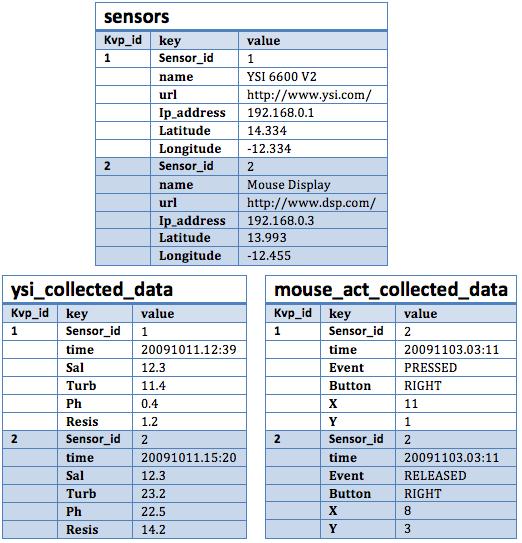 sensors
Kvp_id key value
1 Sensor_id 1
name YSI 6600 V2
url http://www.ysi.com/
Ip_address 192.168.0.1
Latitude 14.334
Longitude -12.334
2 Sensor_id 2
name Mouse Display
url http://www.dsp.com/
Ip_address 192.168.0.3
Latitude 13.993
Longitude -12.455
ysi_collected_data
Kvp_id key value
1 Sensor_id 1
time 20091011.12:39
Sal 12.3
Turb 11.4
Ph 0.4
Resis 1.2
2 Sensor_id 2
time 20091011.15:20
Sal 12.3
Turb 23.2
Ph 22.5
Resis 14.2
mouse_act_collected_data
Kvp_id key value
1 Sensor_id 2
time 20091103.03:11
Event PRESSED
Button RIGHT
X 11
Y 1
2 Sensor_id 2
time 20091103.03:11
Event RELEASED
Button RIGHT
X 8
Y 3